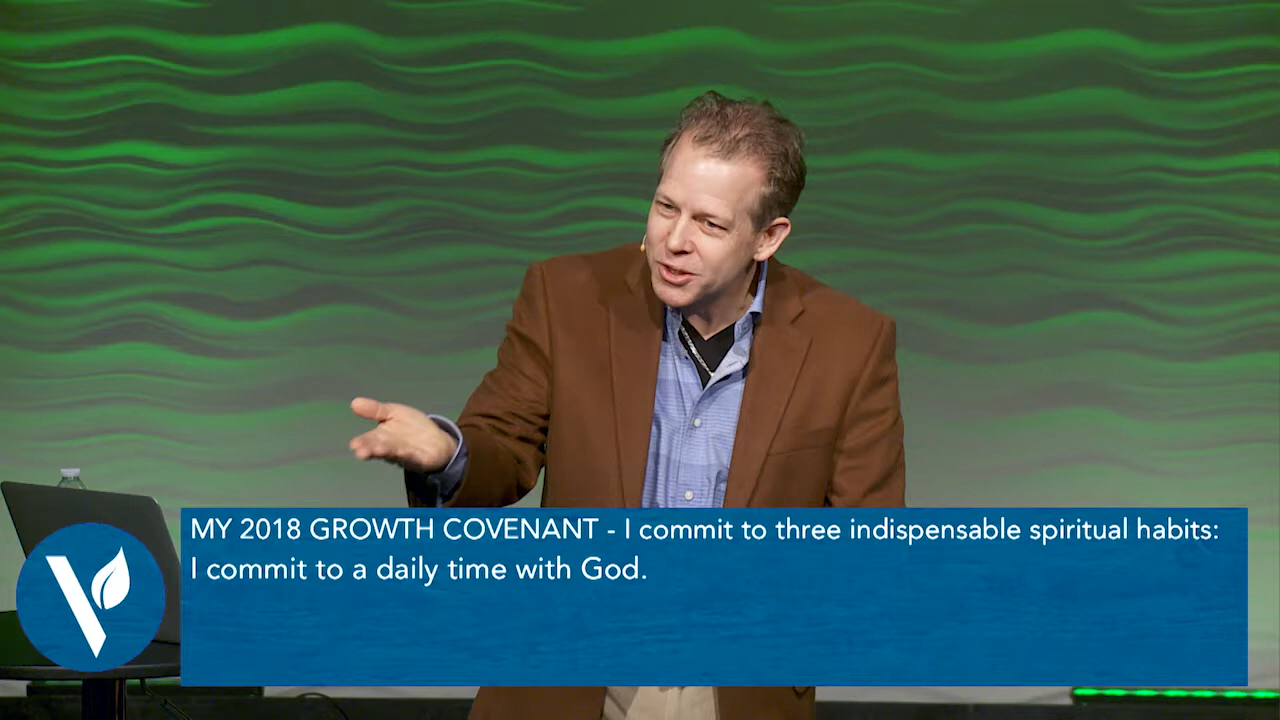 MY 2018 GROWTH COVENANT - I commit to three indispensable spiritual habits:
I commit to a daily time with God.